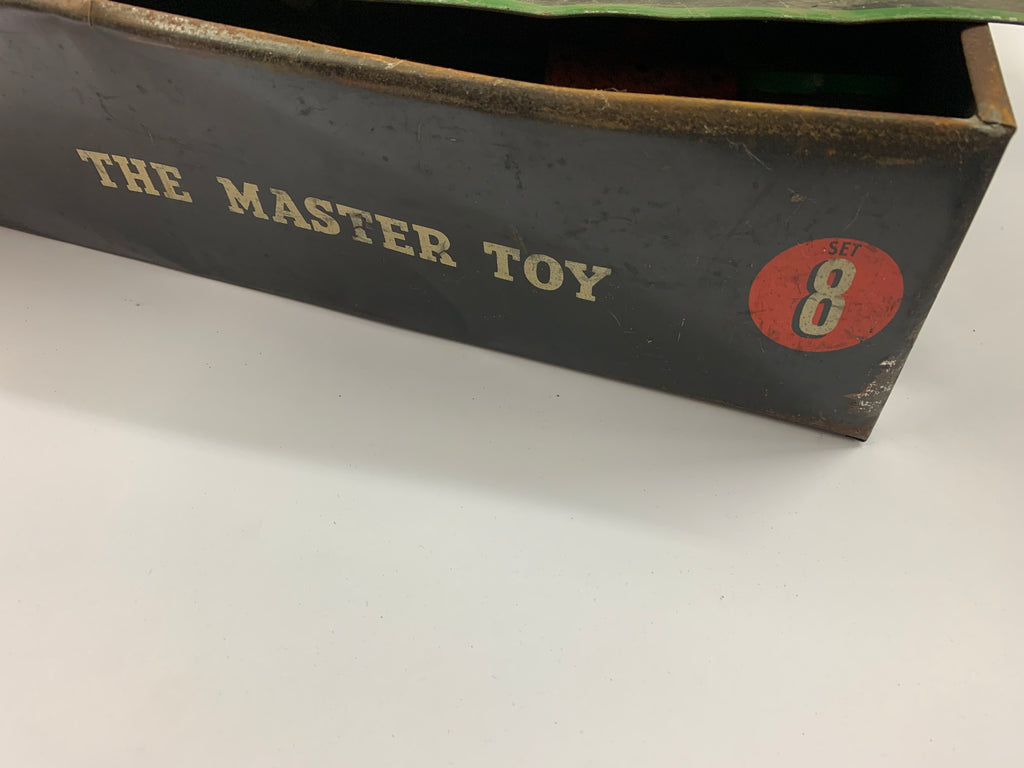 THE MASTER TOY
SET
8